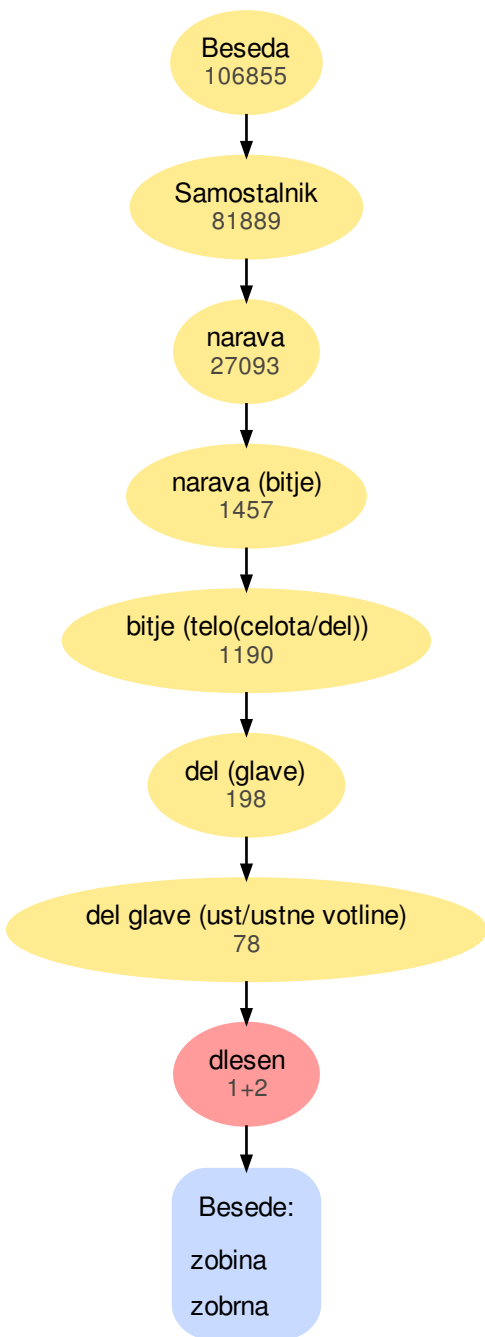 Beseda
106855
Samostalnik
81889
narava
27093
narava (bitje)
1457
bitje (telo(celota/del))
1190
del (glave)
198
del glave (ust/ustne votline)
78
dlesen
1+2
Besede:
zobina
zobrna